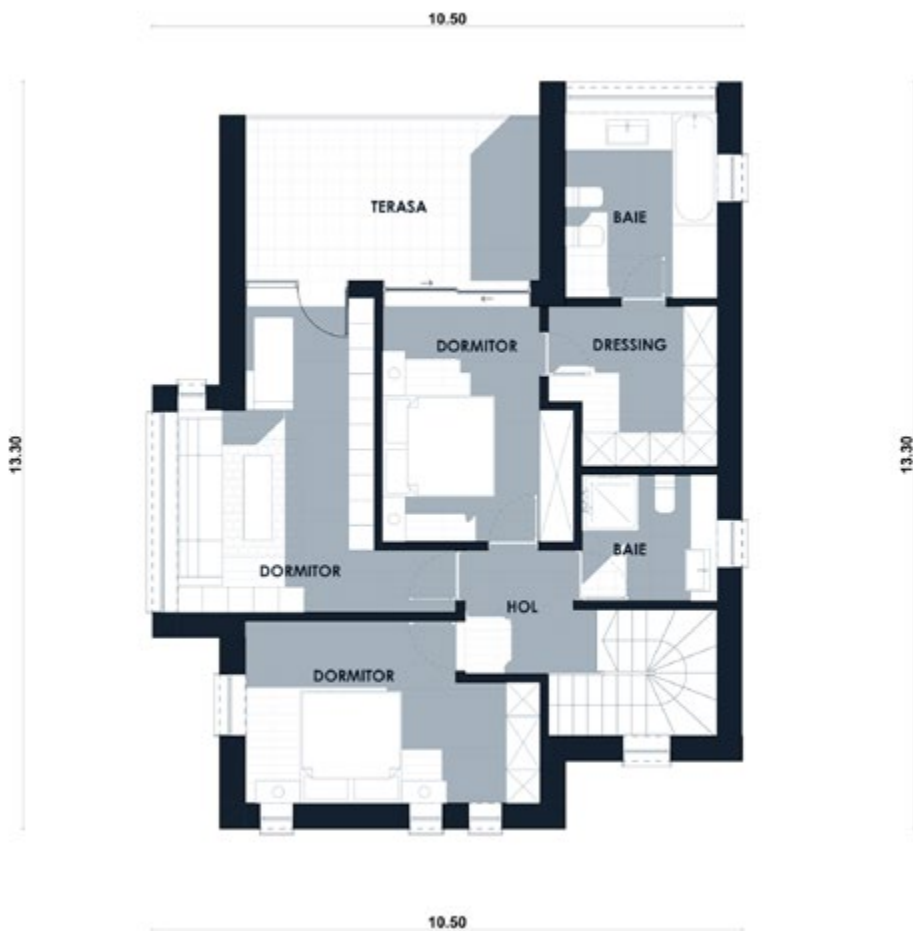 10.50
TERASA
BAIE
DORMITOR
DRESSING
13.30
13.30
BAIE
DORMITOR
HOL
DORMITOR
10.50